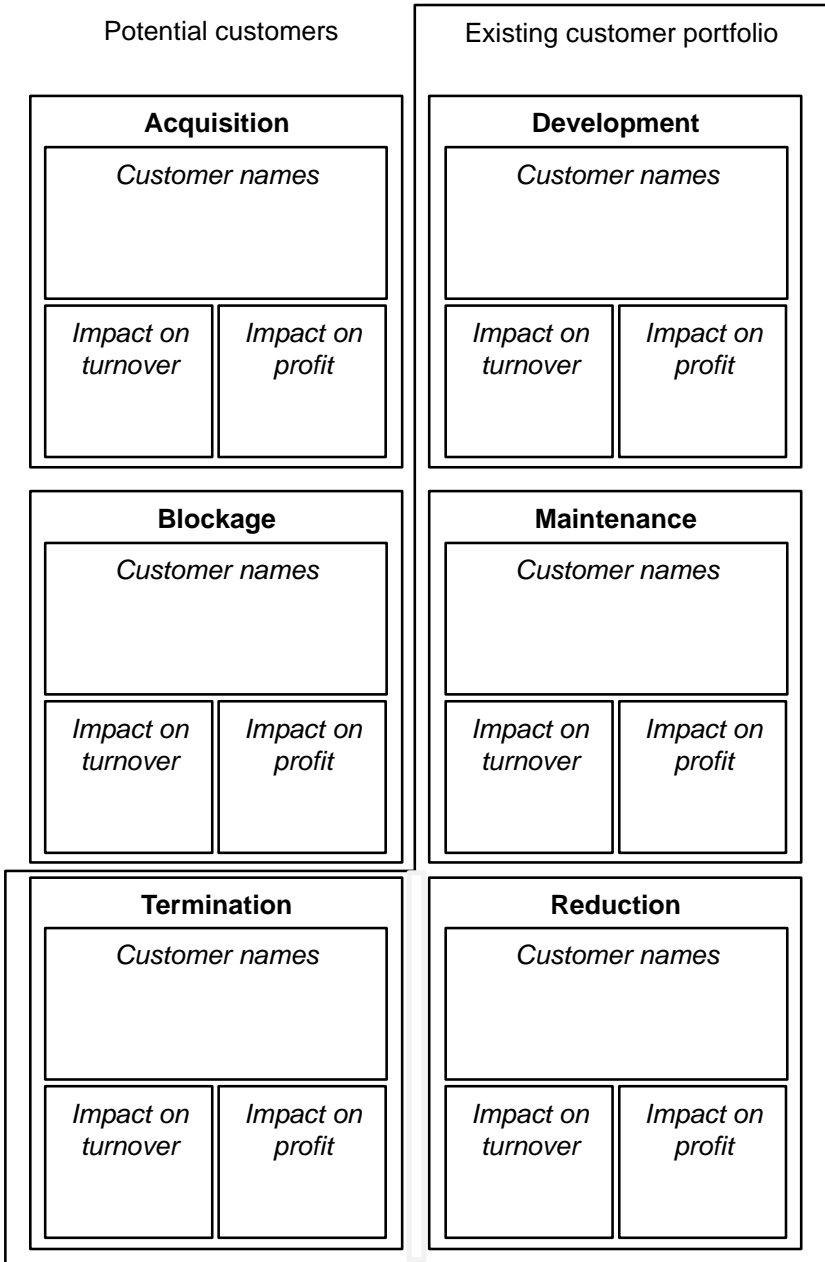 Potential customers
Existing customer portfolio
Acquisition
Customer names
Impact on
turnover
Impact on
profit
Development
Customer names
Impact on
turnover
Impact on
profit
Blockage
Customer names
Impact on
turnover
Impact on
profit
Maintenance
Customer names
Impact on
turnover
Impact on
profit
Termination
Customer names
Impact on
turnover
Impact on
profit
Reduction
Customer names
Impact on
turnover
Impact on
profit